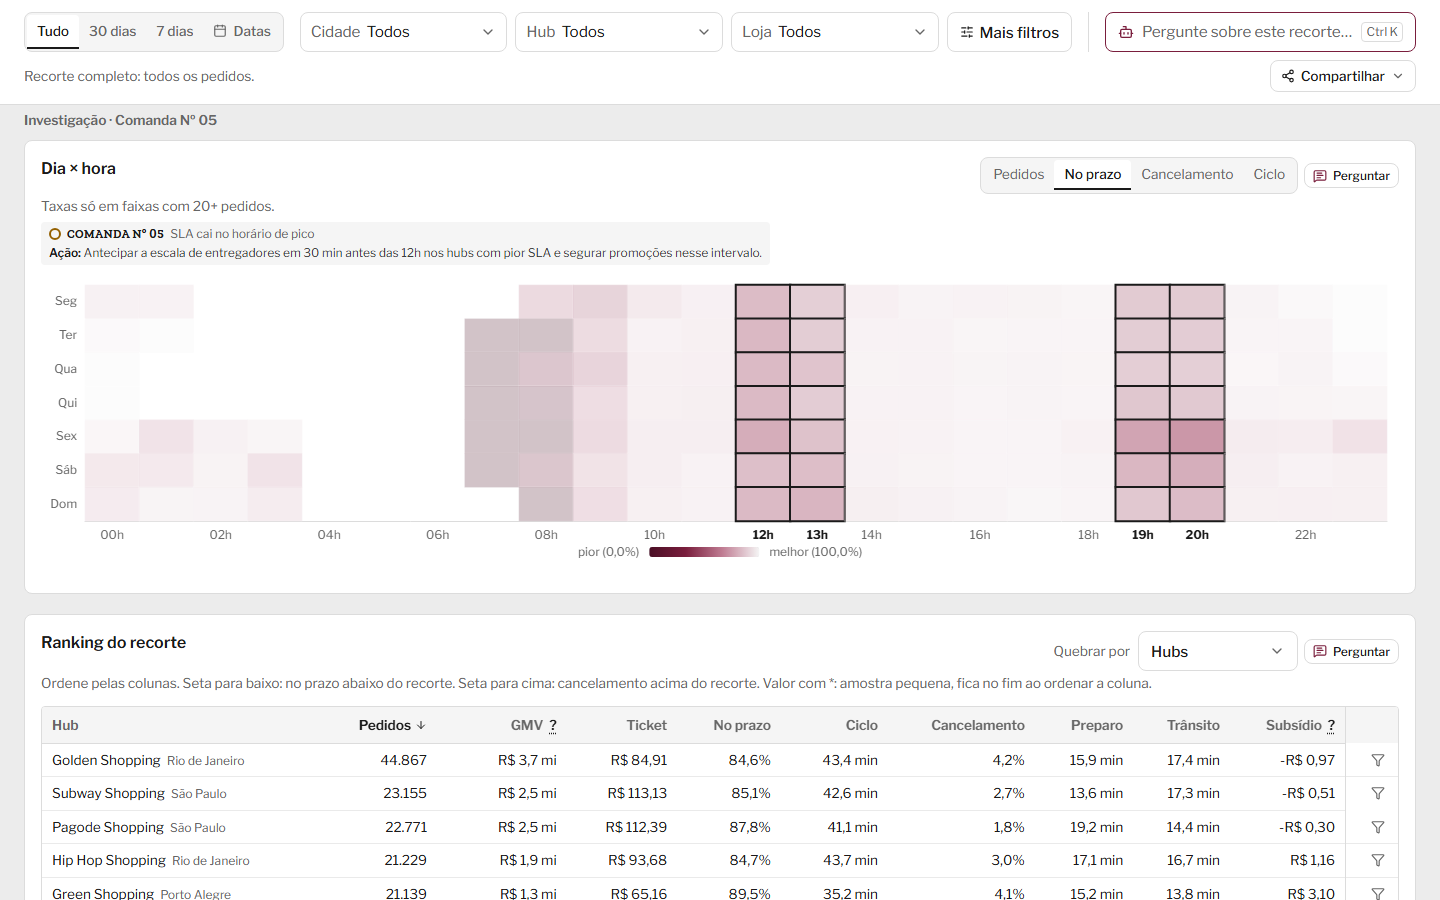 Tudo 30 dias 7 dias Datas Cidade Todos Hub Todos Loja Todos Mais filtros Pergunte sobre este recorte... Ctrl K
Recorte completo: todos os pedidos. Compartilhar
Investigação · Comanda Nº 05
Dia × hora Pedidos No prazo Cancelamento Ciclo Perguntar
Taxas só em faixas com 20+ pedidos.
COMANDA Nº 05 SLA cai no horário de pico
Ação: Antecipar a escala de entregadores em 30 min antes das 12h nos hubs com pior SLA e segurar promoções nesse intervalo.
Seg
Ter
Qua
Qui
Sex
Sáb
Dom
00h 02h 04h 06h 08h 10h 12h 13h 14h 16h 18h 19h 20h 22h
pior (0,0%) melhor (100,0%)
Ranking do recorte Quebrar por Hubs Perguntar
Ordene pelas colunas. Seta para baixo: no prazo abaixo do recorte. Seta para cima: cancelamento acima do recorte. Valor com *: amostra pequena, fica no fim ao ordenar a coluna.
Hub Pedidos ↓ GMV ? Ticket No prazo Ciclo Cancelamento Preparo Trânsito Subsídio ?
Golden Shopping Rio de Janeiro 44.867 R$ 3,7 mi R$ 84,91 84,6% 43,4 min 4,2% 15,9 min 17,4 min -R$ 0,97
Subway Shopping São Paulo 23.155 R$ 2,5 mi R$ 113,13 85,1% 42,6 min 2,7% 13,6 min 17,3 min -R$ 0,51
Pagode Shopping São Paulo 22.771 R$ 2,5 mi R$ 112,39 87,8% 41,1 min 1,8% 19,2 min 14,4 min -R$ 0,30
Hip Hop Shopping Rio de Janeiro 21.229 R$ 1,9 mi R$ 93,68 84,7% 43,7 min 3,0% 17,1 min 16,7 min R$ 1,16
Green Shopping Porto Alegre 21.139 R$ 1,3 mi R$ 65,16 89,5% 35,2 min 4,1% 15,2 min 13,8 min R$ 3,10